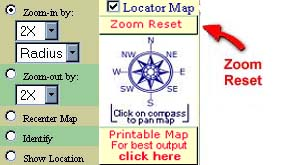 Zoom-in by:
2X
Radius
Zoom-out by:
2X
Recenter Map
Identify
Show Location
Locator Map
Zoom Reset
N
NW
NE
W
E
SW
SE
S
Click on compass
to pan map
Printable Map
For best output
click here
Zoom
Reset